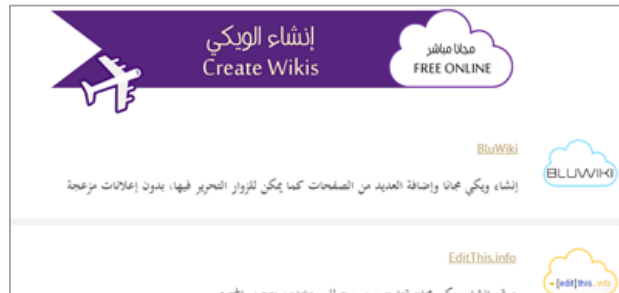 إنشاء الويكي
Create Wikis
مجانا مباشر
FREE ONLINE
BluWiki
BLUWIKI
إنشاء ويكي مجانا وإضافة العديد من الصفحات كما يمكن للزوار التحرير فيها، بدون إعلانات مزعجة
EditThis.info
[edit]this.info